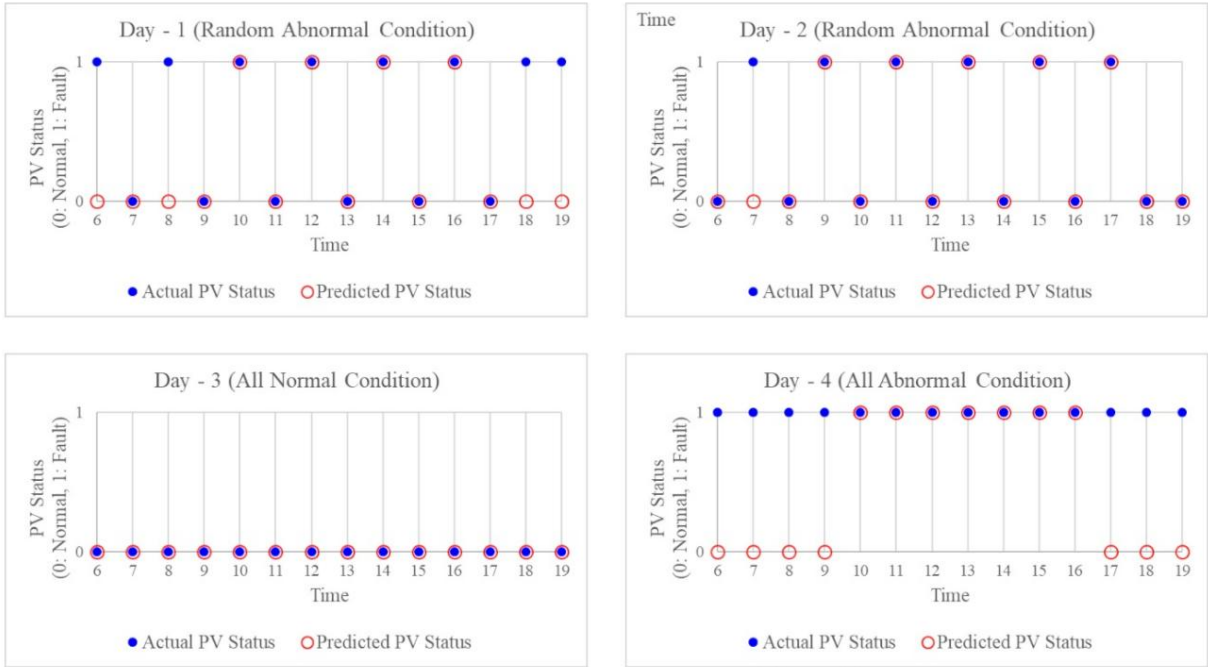 Day - 1 (Random Abnormal Condition)
PV Status
(0: Normal, 1: Fault)
1
0
6 7 8 9 10 11 12 13 14 15 16 17 18 19
Time
Actual PV Status Predicted PV Status
Time
Day - 2 (Random Abnormal Condition)
PV Status
(0: Normal, 1: Fault)
1
0
6 7 8 9 10 11 12 13 14 15 16 17 18 19
Time
Actual PV Status Predicted PV Status
Day - 3 (All Normal Condition)
PV Status
(0: Normal, 1: Fault)
1
0
6 7 8 9 10 11 12 13 14 15 16 17 18 19
Time
Actual PV Status Predicted PV Status
Day - 4 (All Abnormal Condition)
PV Status
(0: Normal, 1: Fault)
1
0
6 7 8 9 10 11 12 13 14 15 16 17 18 19
Time
Actual PV Status Predicted PV Status